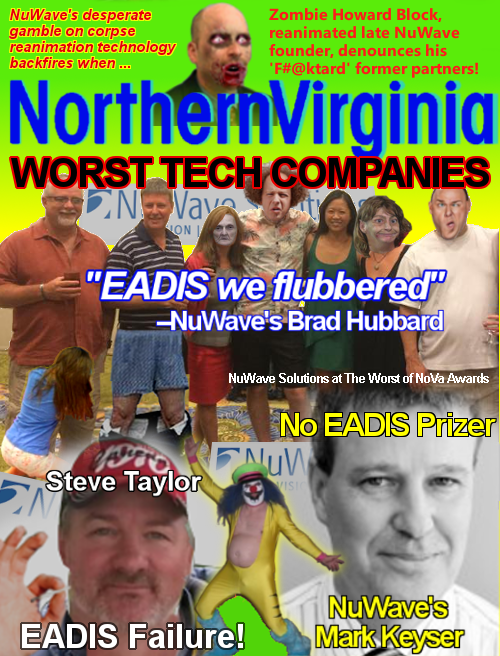 NuWave's desperate
gamble on corpse
reanimation technology
backfires when ...
Zombie Howard Block,
reanimated late NuWave
founder, denounces his
'F#@ktard' former partners!
NorthernVirginia
WORST TECH COMPANIES
"EADIS we flubbered"
–NuWave's Brad Hubbard
NuWave Solutions at The Worst of NoVa Awards
No EADIS Prizer
Steve Taylor
NuW
EADIS Failure!
NuWave's
Mark Keyser